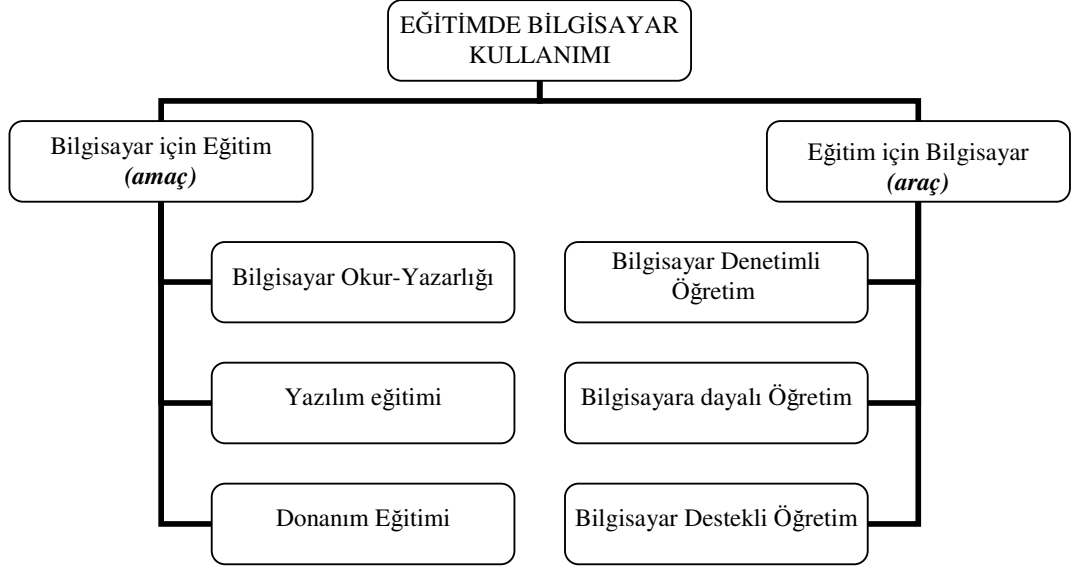 EĞİTİMDE BİLGİSAYAR
KULLANIMI
Bilgisayar için Eğitim
(amaç)
Eğitim için Bilgisayar
(araç)
Bilgisayar Okur-Yazarlığı
Bilgisayar Denetimli
Öğretim
Yazılım eğitimi
Bilgisayara dayalı Öğretim
Donanım Eğitimi
Bilgisayar Destekli Öğretim